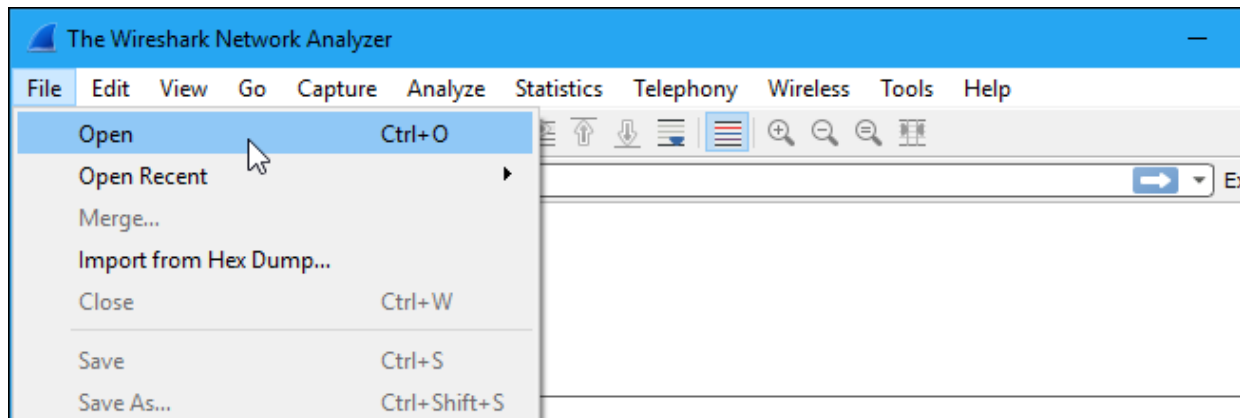 The Wireshark Network Analyzer
File Edit View Go Capture Analyze Statistics Telephony Wireless Tools Help
Open Ctrl+O
Open Recent
Merge...
Import from Hex Dump...
Close Ctrl+W
Save Ctrl+S
Save As... Ctrl+Shift+S